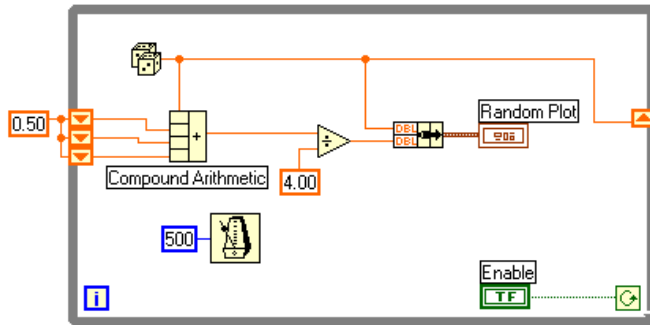 Random Plot
0.50
DBL
DBL
+
÷
Compound Arithmetic
4.00
500
Enable
i
TF